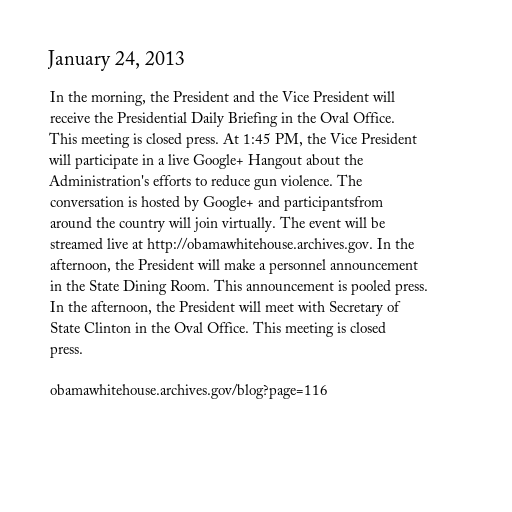 January 24, 2013
In the morning, the President and the Vice President will
receive the Presidential Daily Briefing in the Oval Office.
This meeting is closed press. At 1:45 PM, the Vice President
will participate in a live Google+ Hangout about the
Administration's efforts to reduce gun violence. The
conversation is hosted by Google+ and participantsfrom
around the country will join virtually. The event will be
streamed live at http://obamawhitehouse.archives.gov. In the
afternoon, the President will make a personnel announcement
in the State Dining Room. This announcement is pooled press.
In the afternoon, the President will meet with Secretary of
State Clinton in the Oval Office. This meeting is closed
press.
obamawhitehouse.archives.gov/blog?page=116